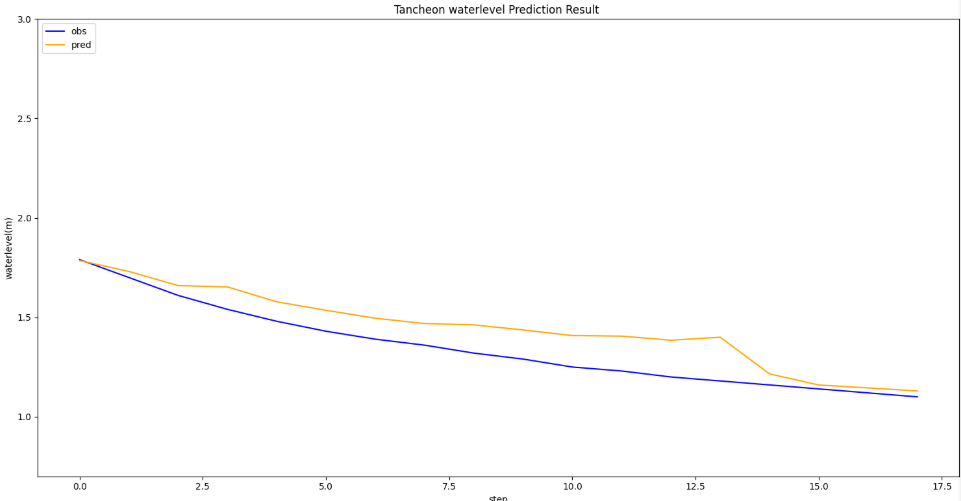 Tancheon waterlevel Prediction Result
obs
pred
3.0
2.5
2.0
1.5
1.0
waterlevel(m)
0.0 2.5 5.0 7.5 10.0 12.5 15.0 17.5
step